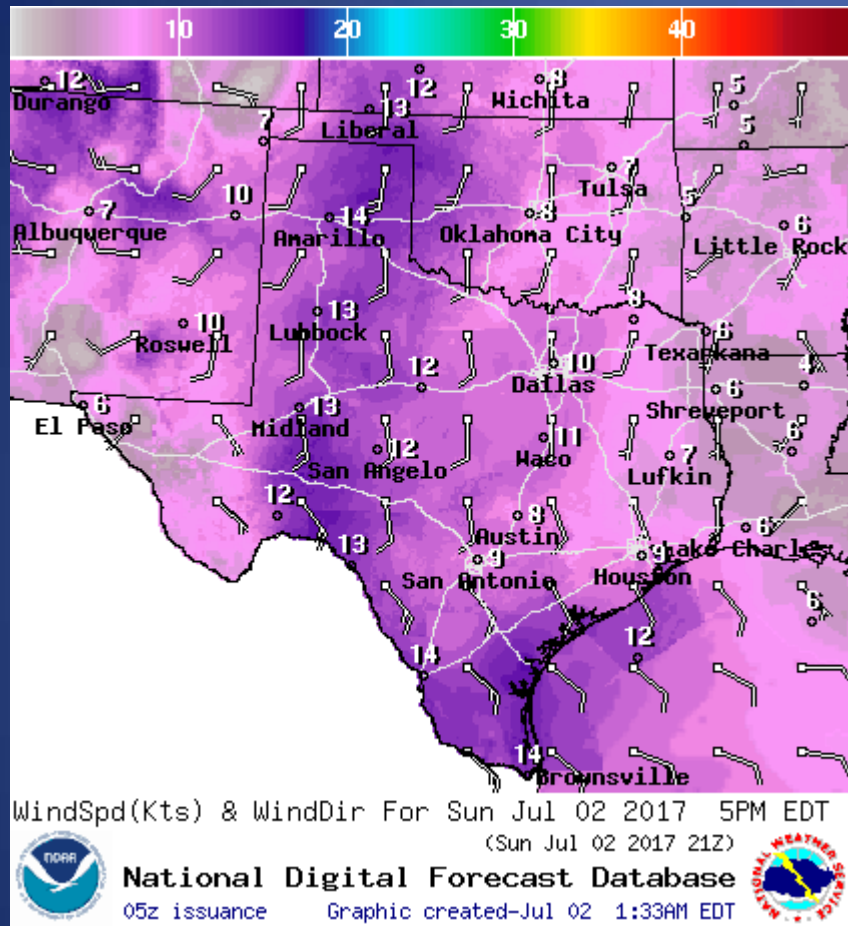 10 20 30 40
12 12 8 5
Durango Wichita
13
Liberal
7 5
7
Tulsa
7 10 14 8 5 6
Albuquerque Amarillo Oklahoma City Little Rock
10 13 8 6
Roswell Lubbock Texarkana
12 10 4
Dallas
6 13 6
El Paso Midland Shreveport
12 11 7 6
San Angelo Waco Lufkin
12 8 6
Austin Lake Charles
13 9 9
San Antonio Houston
6
14 12
14
Brownsville
WindSpd(Kts) & WindDir For Sun Jul 02 2017 5PM EDT
(Sun Jul 02 2017 21Z)
NOAA
National Digital Forecast Database
05z issuance Graphic created-Jul 02 1:33AM EDT
NATIONAL WEATHER SERVICE